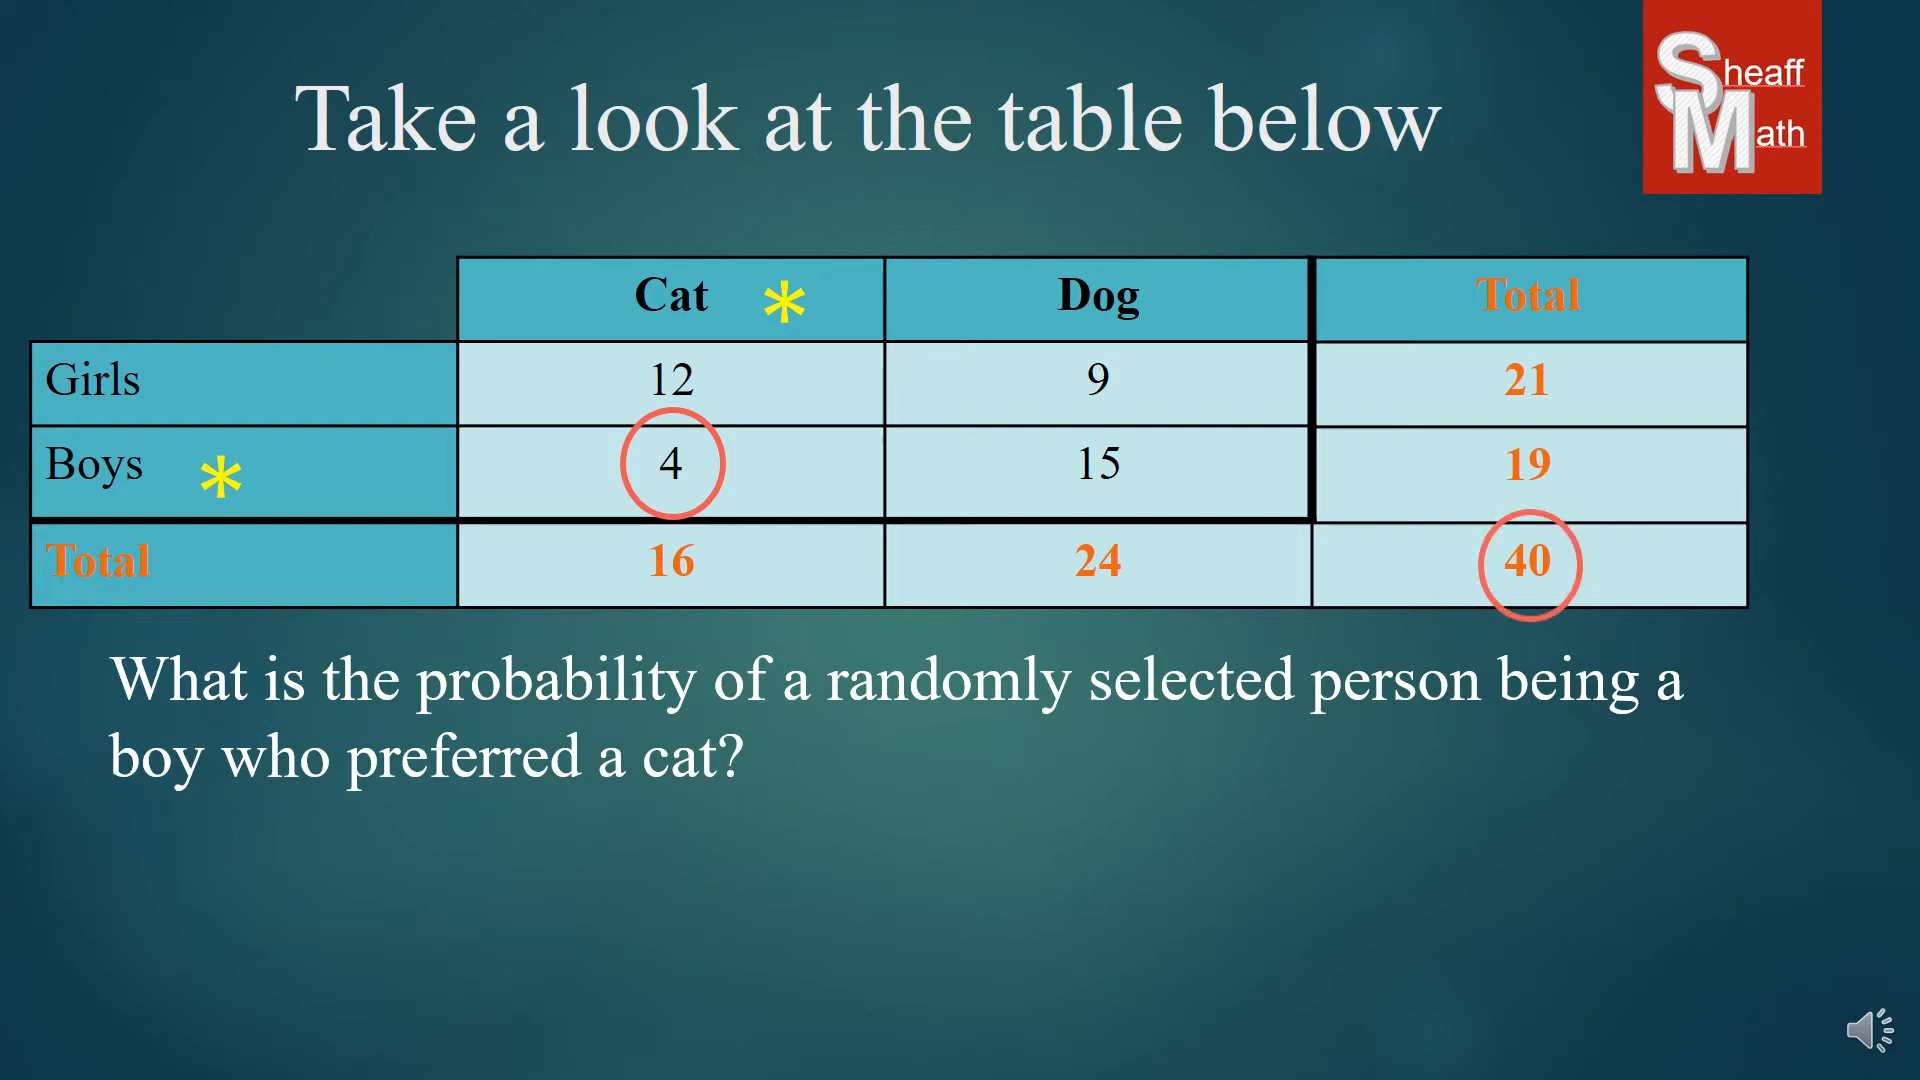 Take a look at the table below
Sheaff
Math
Cat * Dog Total
Girls 12 9 21
Boys * 4 15 19
Total 16 24 40
What is the probability of a randomly selected person being a
boy who preferred a cat?